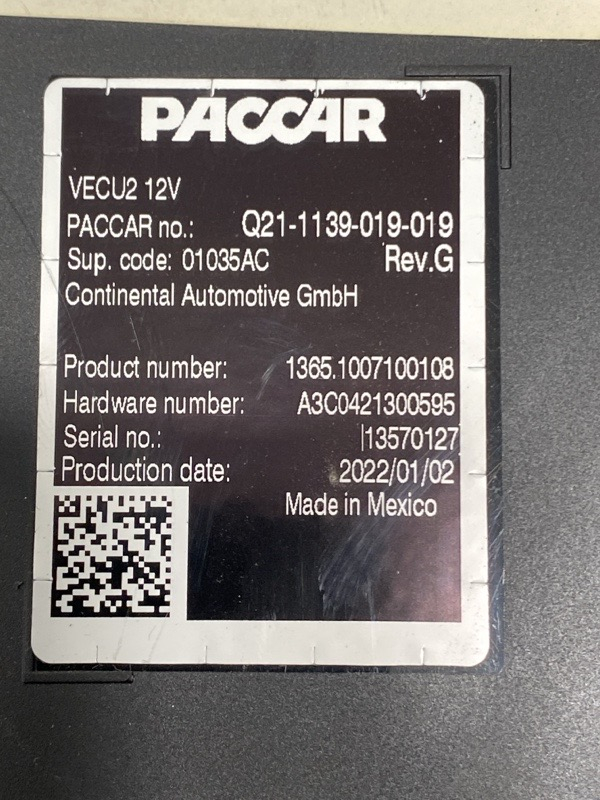 PACCAR
VECU2 12V
PACCAR no.: Q21-1139-019-019
Sup. code: 01035AC Rev.G
Continental Automotive GmbH
Product number: 1365.1007100108
Hardware number: A3C0421300595
Serial no.: 13570127
Production date: 2022/01/02
Made in Mexico